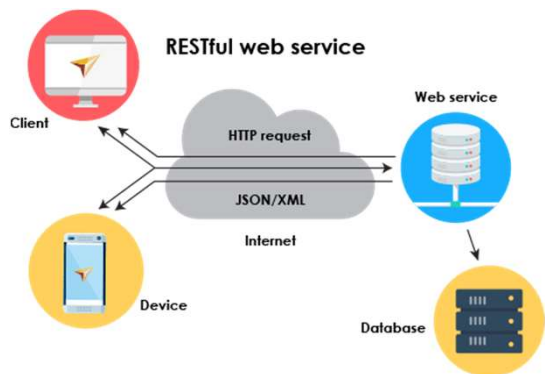 RESTful web service
Web service
Client
HTTP request
JSON/XML
Internet
Device
Database